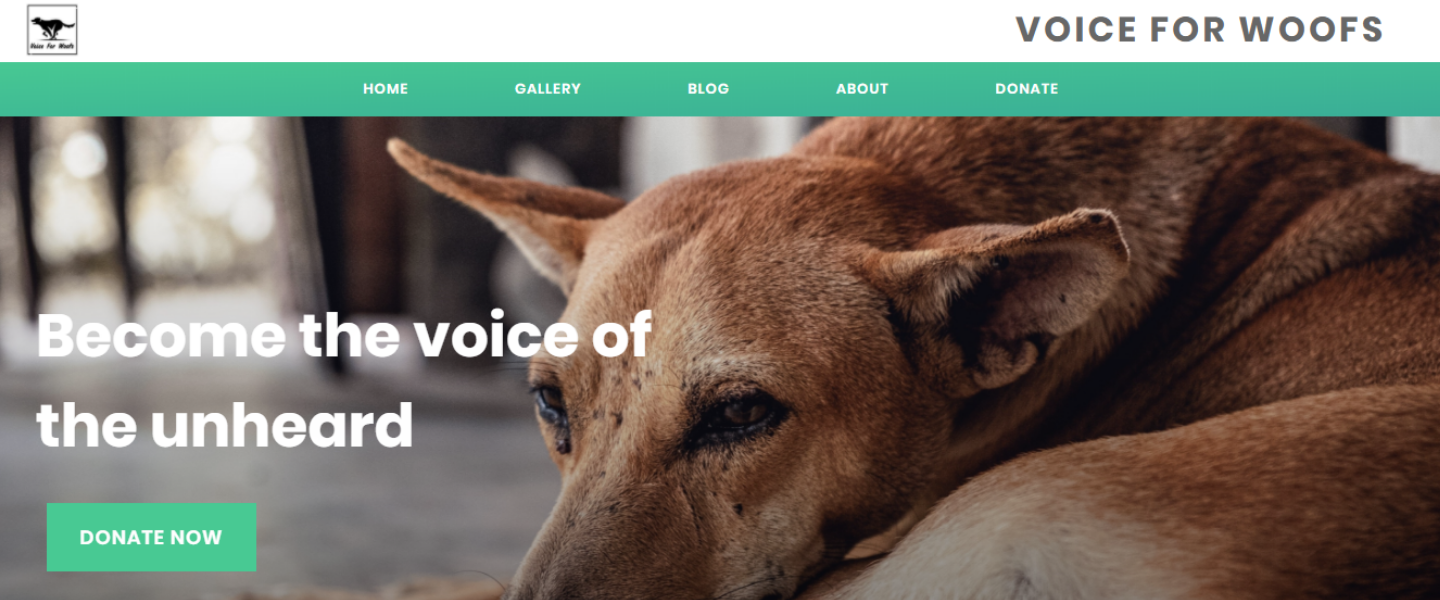 Voice For Woofs
VOICE FOR WOOFS
HOME GALLERY BLOG ABOUT DONATE
Become the voice of
the unheard
DONATE NOW